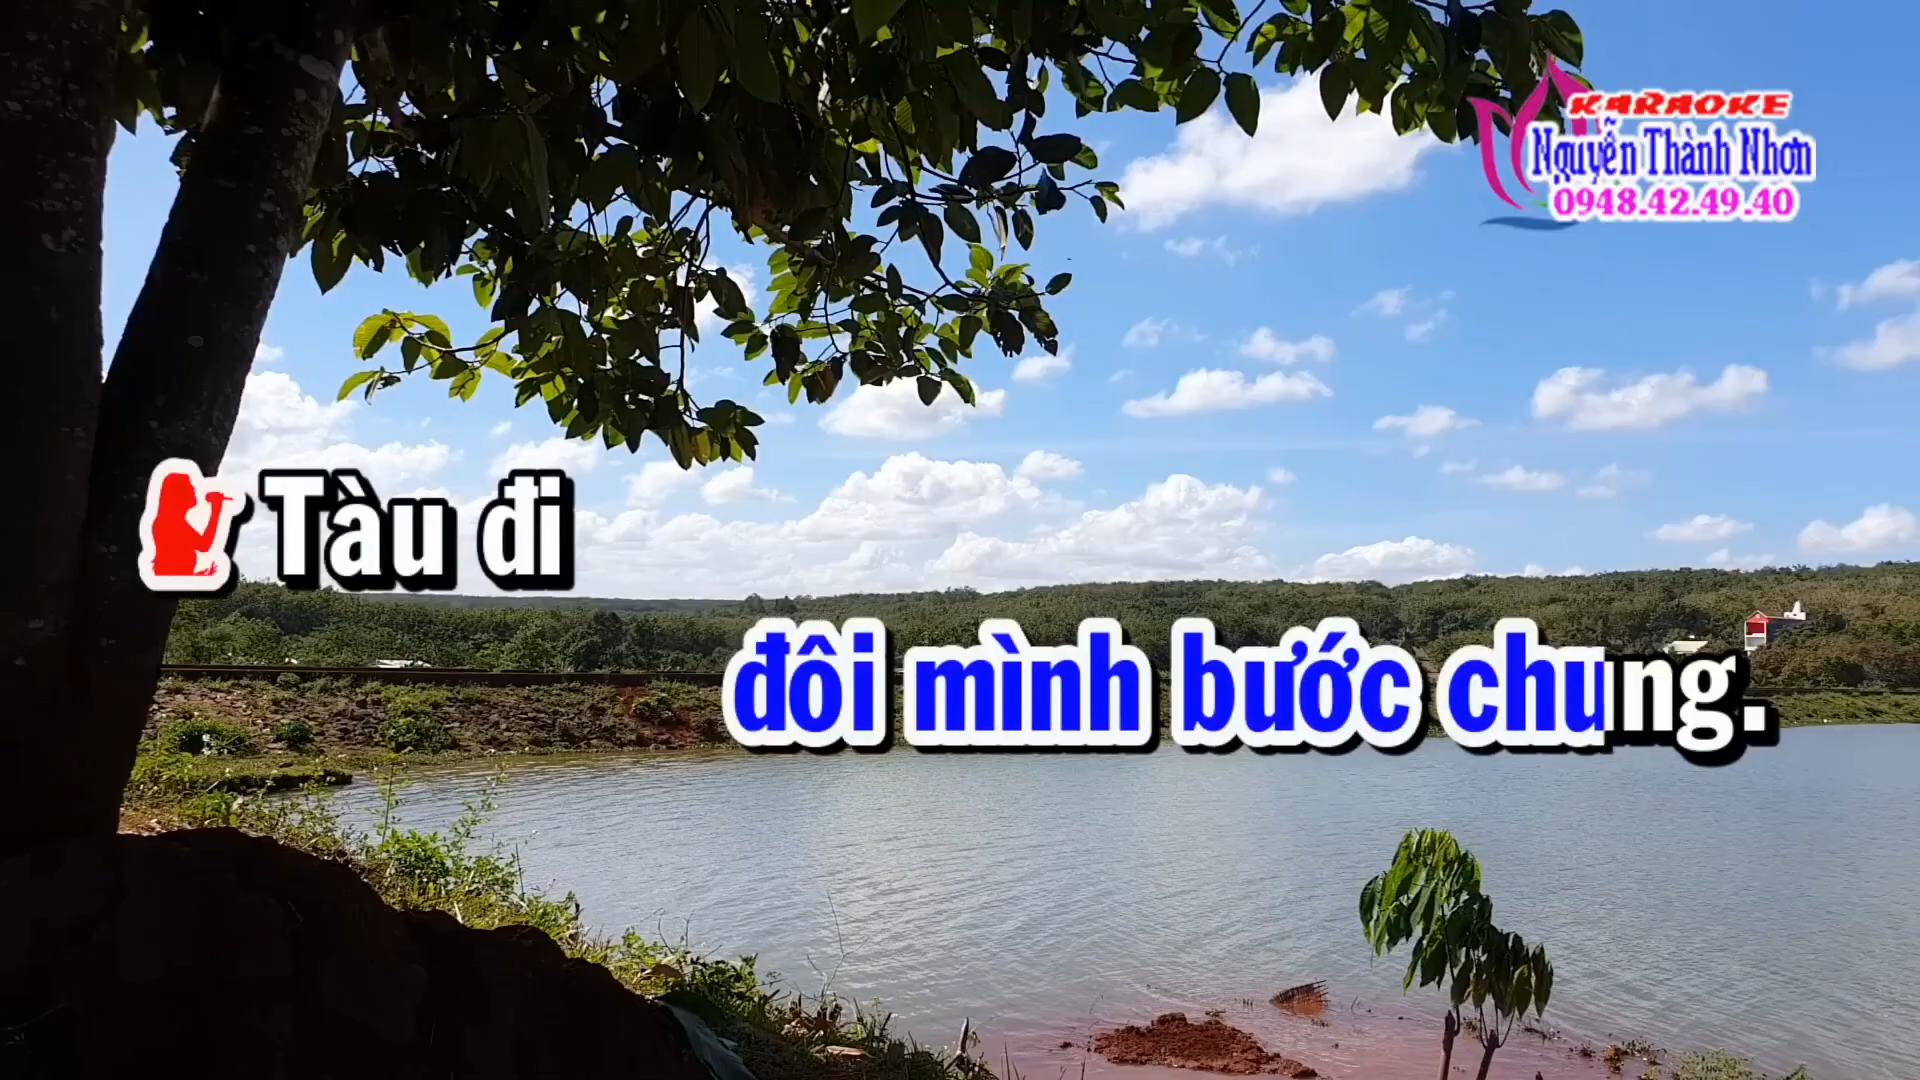 KARAOKE
Nguyễn Thành Nhơn
0948.42.49.40
Tàu đi
đôi mình bước chung.